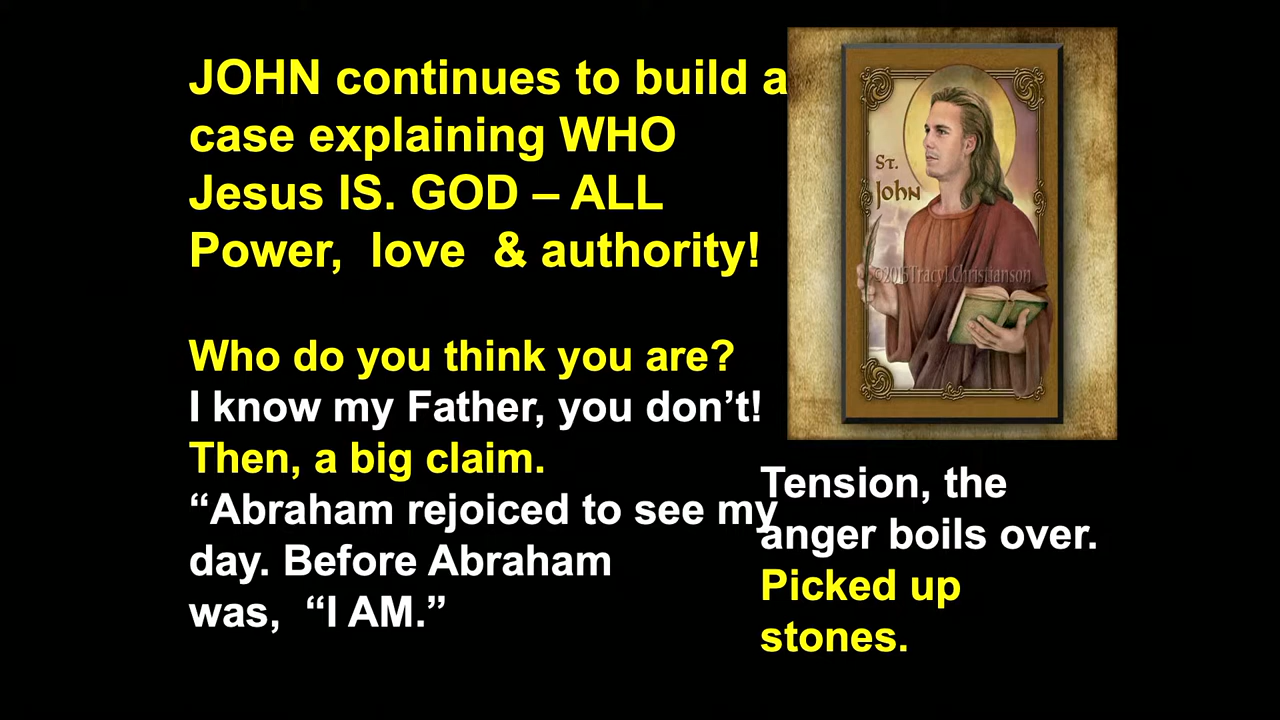 JOHN continues to build a
case explaining WHO
Jesus IS. GOD – ALL
Power, love & authority!
Who do you think you are?
I know my Father, you don’t!
Then, a big claim.
“Abraham rejoiced to see my
day. Before Abraham
was, “I AM.”
ST.
John
©2015TracyLChristianson
Tension, the
anger boils over.
Picked up
stones.